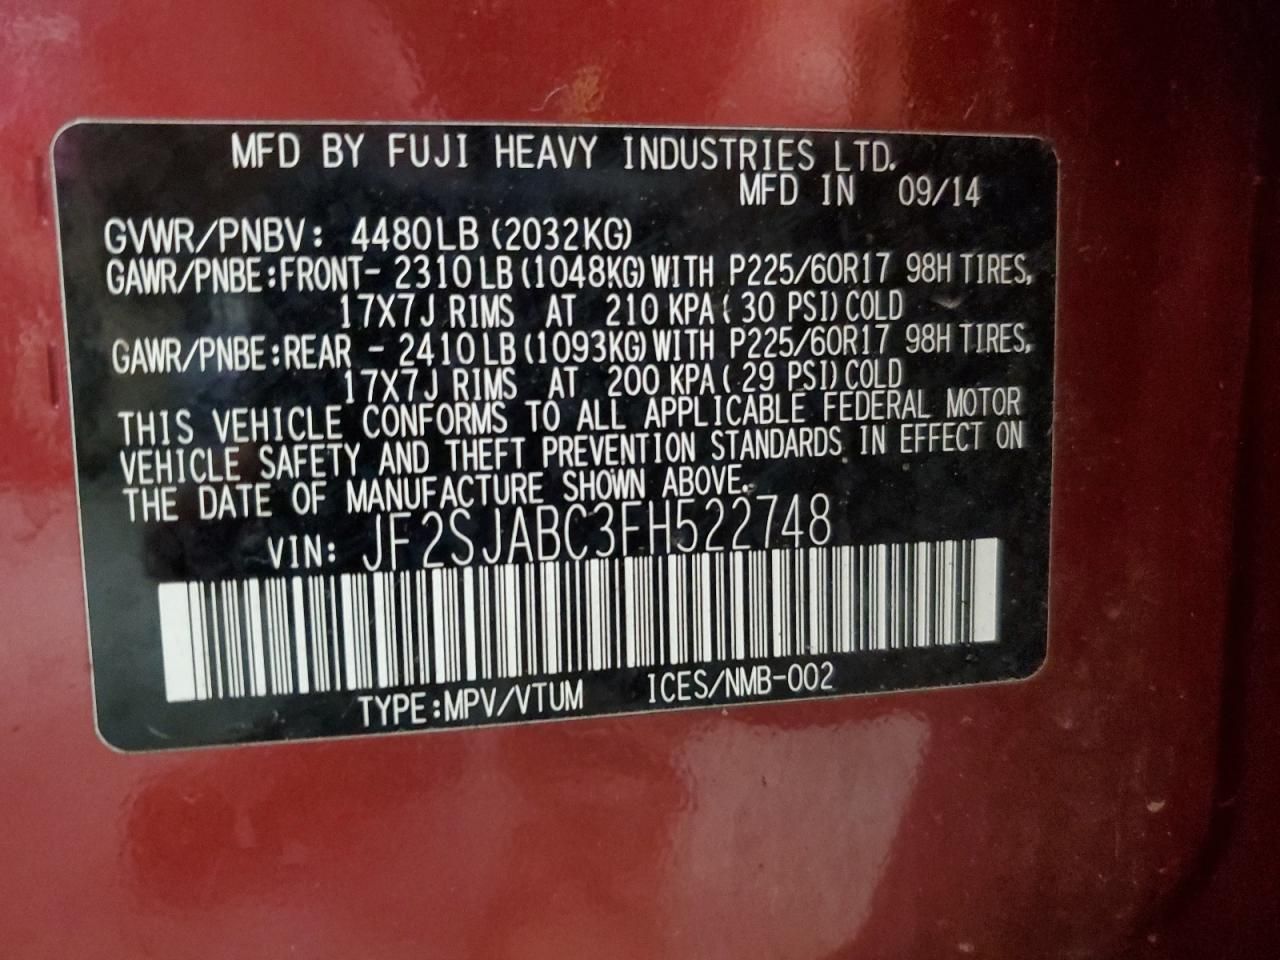 MFD BY FUJI HEAVY INDUSTRIES LTD.
MFD IN 09/14
GVWR/PNBV: 4480LB (2032KG)
GAWR/PNBE:FRONT- 2310LB (1048KG) WITH P225/60R17 98H TIRES,
17X7J RIMS AT 210 KPA( 30 PSI) COLD
GAWR/PNBE:REAR - 2410LB (1093KG) WITH P225/60R17 98H TIRES,
17X7J RIMS AT 200 KPA( 29 PSI) COLD
THIS VEHICLE CONFORMS TO ALL APPLICABLE FEDERAL MOTOR
VEHICLE SAFETY AND THEFT PREVENTION STANDARDS IN EFFECT ON
THE DATE OF MANUFACTURE SHOWN ABOVE.
VIN: JF2SJABC3FH522748
TYPE:MPV/VTUM ICES/NMB-002